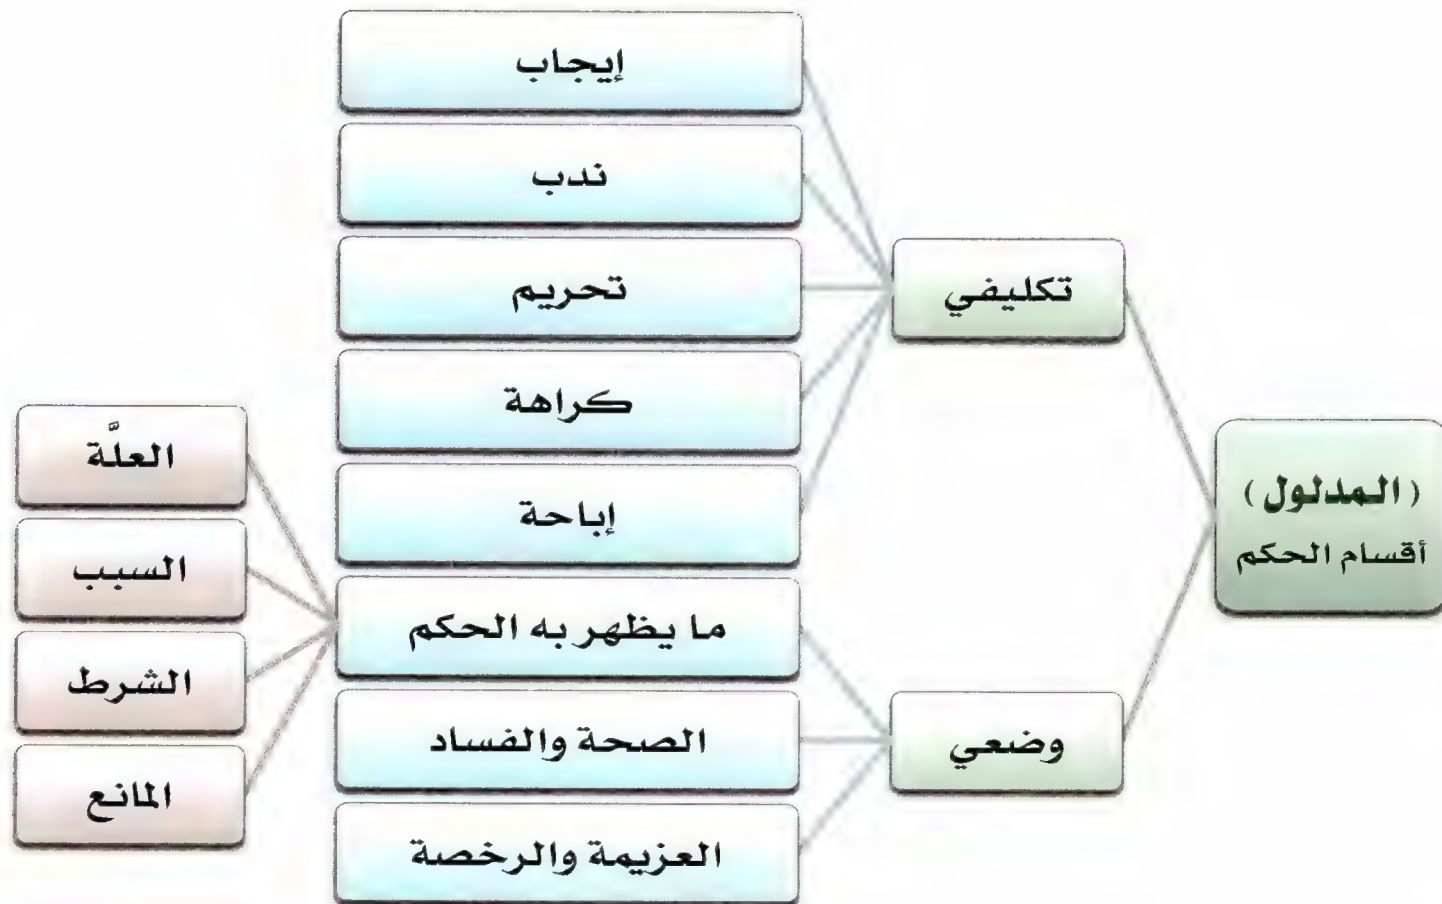 (المدلول)
أقسام الحكم
تكليفي
إيجاب
ندب
تحريم
كراهة
إباحة
وضعي
ما يظهر به الحكم
العلَّة
السبب
الشرط
المانع
الصحة والفساد
العزيمة والرخصة